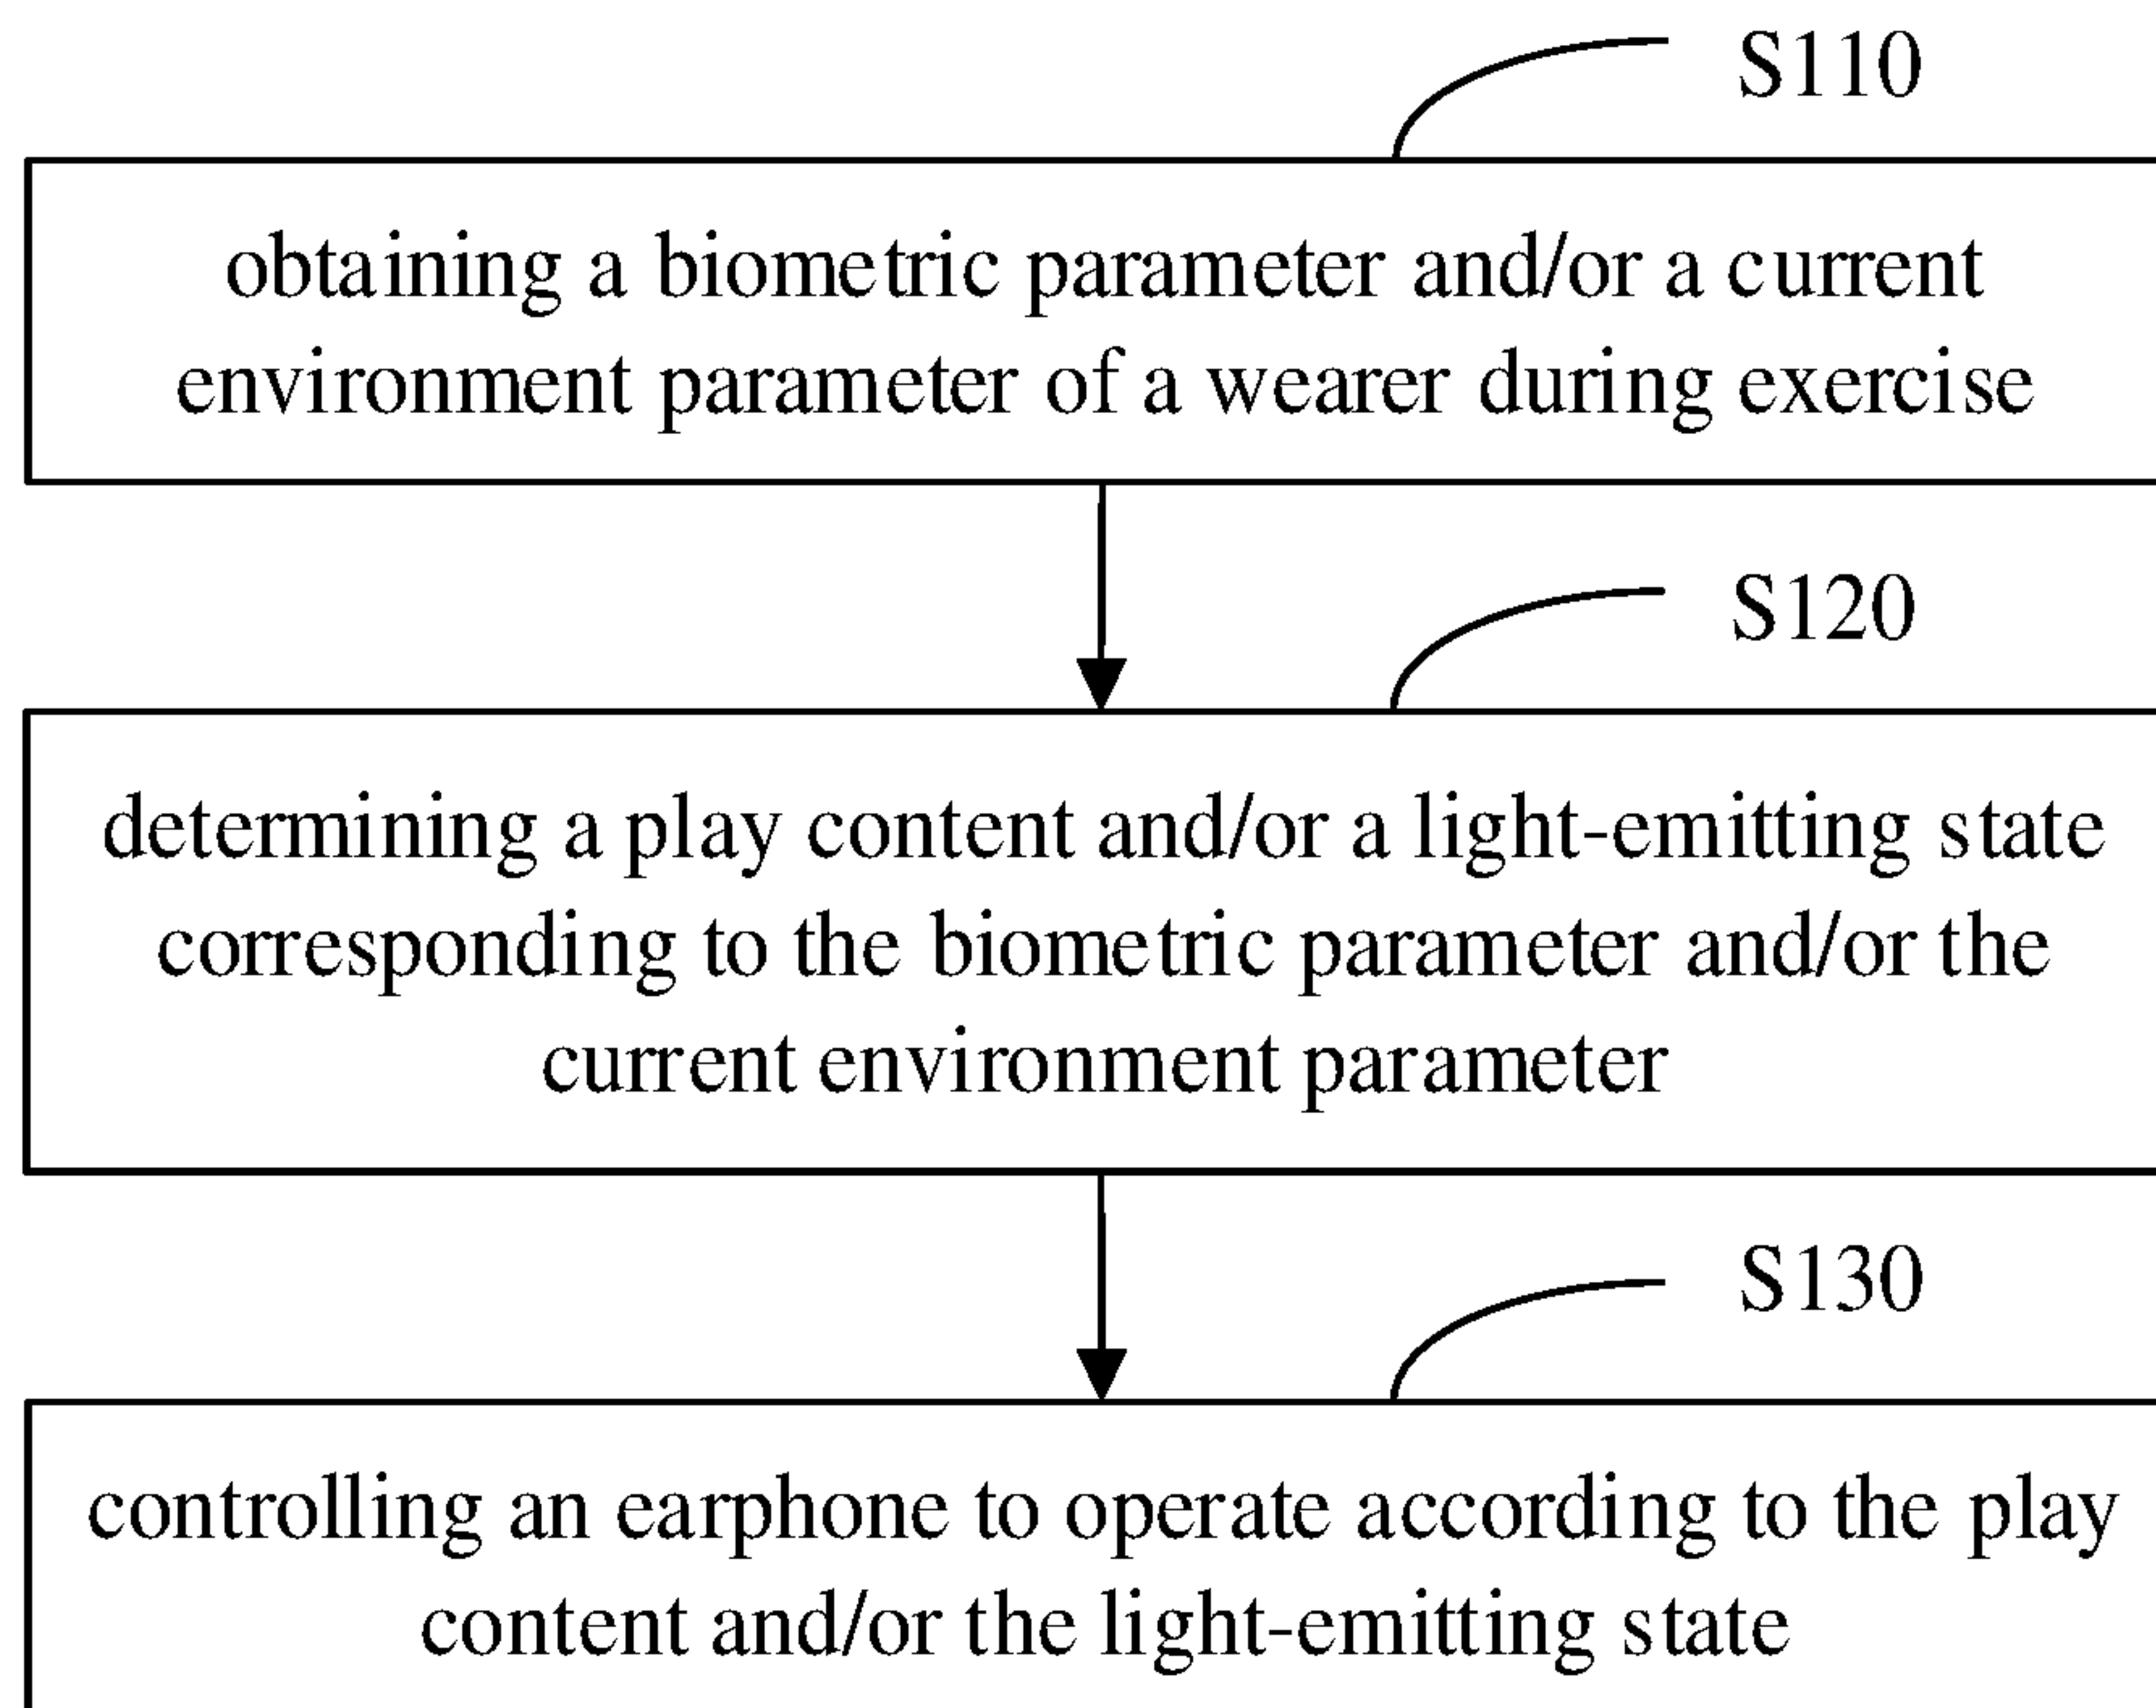 S110
obtaining a biometric parameter and/or a current
environment parameter of a wearer during exercise
S120
determining a play content and/or a light-emitting state
corresponding to the biometric parameter and/or the
current environment parameter
S130
controlling an earphone to operate according to the play
content and/or the light-emitting state